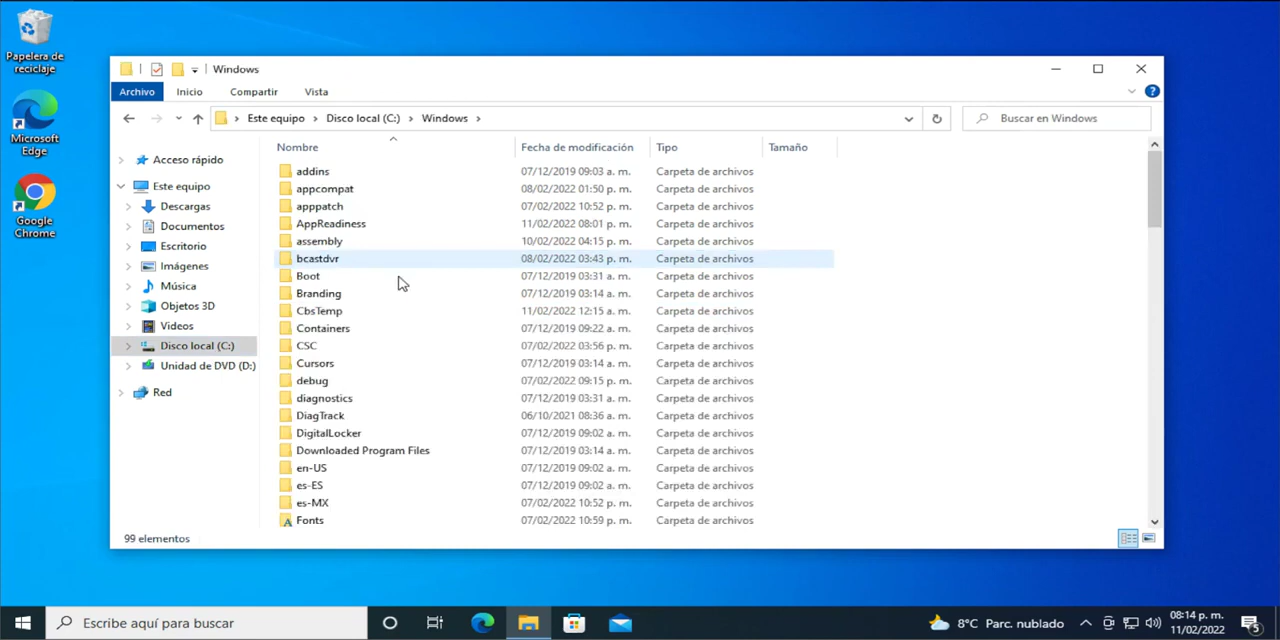 Papelera de
reciclaje
Microsoft
Edge
Google
Chrome
Windows
Archivo Inicio Compartir Vista
Este equipo Disco local (C:) Windows
Buscar en Windows
Acceso rápido
Este equipo
Descargas
Documentos
Escritorio
Imágenes
Música
Objetos 3D
Videos
Disco local (C:)
Unidad de DVD (D:)
Red
Nombre Fecha de modificación Tipo Tamaño
addins 07/12/2019 09:03 a. m. Carpeta de archivos
appcompat 08/02/2022 01:50 p. m. Carpeta de archivos
apppatch 07/02/2022 10:52 p. m. Carpeta de archivos
AppReadiness 11/02/2022 08:01 p. m. Carpeta de archivos
assembly 10/02/2022 04:15 p. m. Carpeta de archivos
bcastdvr 08/02/2022 03:43 p. m. Carpeta de archivos
Boot 07/12/2019 03:31 a. m. Carpeta de archivos
Branding 07/12/2019 03:14 a. m. Carpeta de archivos
CbsTemp 11/02/2022 12:15 a. m. Carpeta de archivos
Containers 07/12/2019 09:22 a. m. Carpeta de archivos
CSC 07/02/2022 03:56 p. m. Carpeta de archivos
Cursors 07/12/2019 03:14 a. m. Carpeta de archivos
debug 07/02/2022 09:15 p. m. Carpeta de archivos
diagnostics 07/12/2019 03:31 a. m. Carpeta de archivos
DiagTrack 06/10/2021 08:36 a. m. Carpeta de archivos
DigitalLocker 07/12/2019 09:02 a. m. Carpeta de archivos
Downloaded Program Files 07/12/2019 03:14 a. m. Carpeta de archivos
en-US 07/12/2019 09:02 a. m. Carpeta de archivos
es-ES 07/12/2019 09:02 a. m. Carpeta de archivos
es-MX 07/02/2022 10:52 p. m. Carpeta de archivos
Fonts 07/02/2022 10:59 p. m. Carpeta de archivos
99 elementos
Escribe aquí para buscar
8°C Parc. nublado
08:14 p. m.
11/02/2022
5